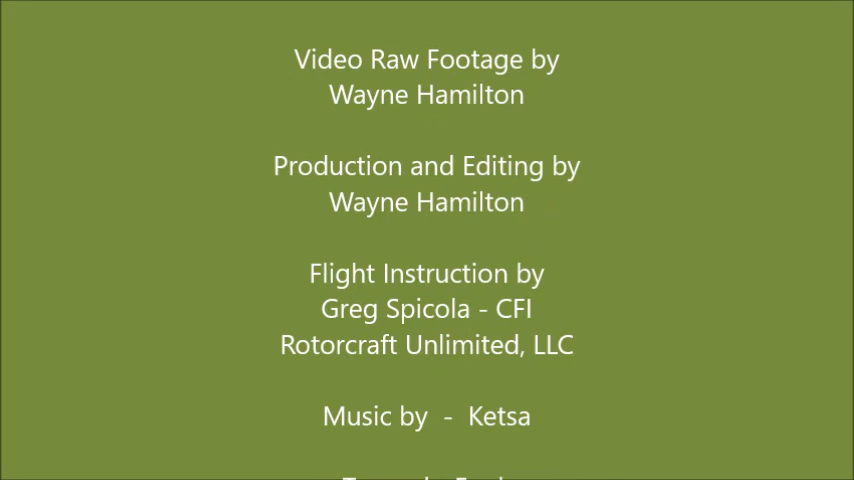 Video Raw Footage by
Wayne Hamilton
Production and Editing by
Wayne Hamilton
Flight Instruction by
Greg Spicola - CFI
Rotorcraft Unlimited, LLC
Music by  -  Ketsa